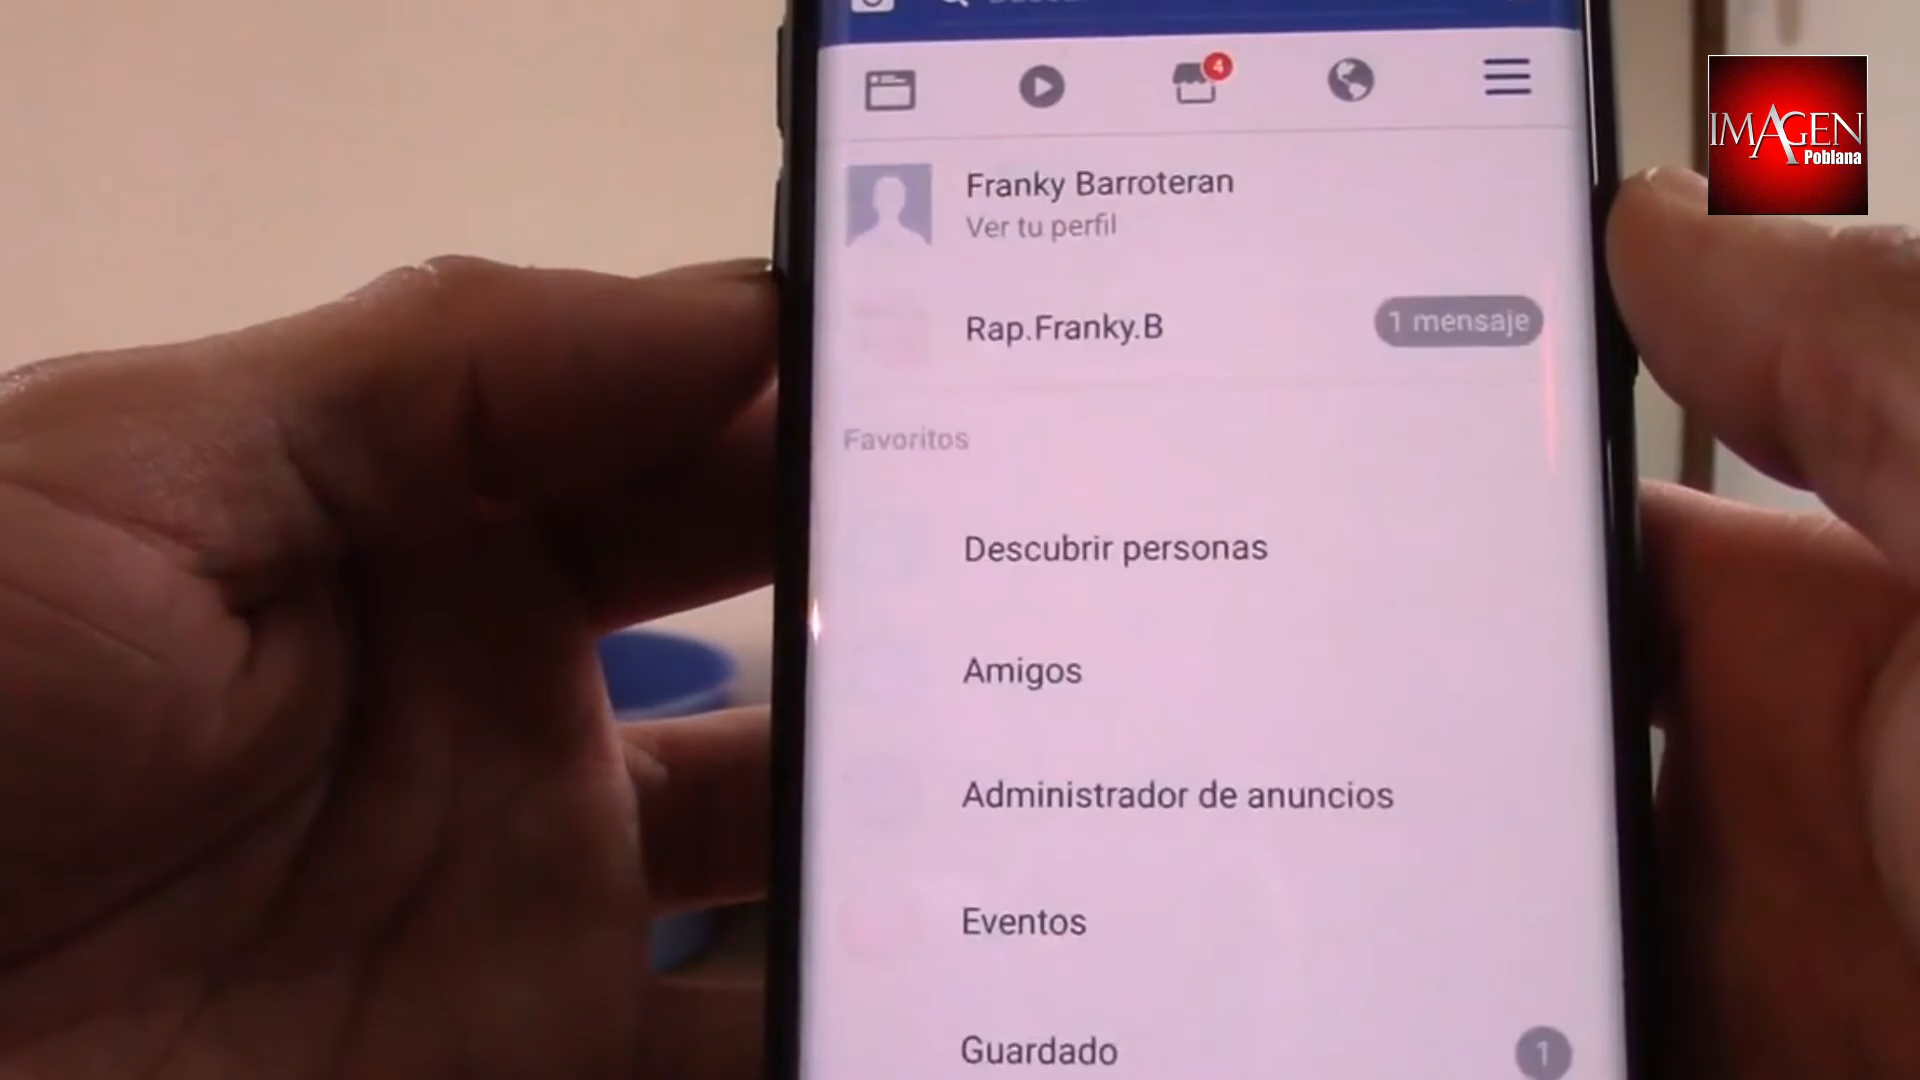 4
IMAGEN
Poblana
Franky Barroteran
Ver tu perfil
Rap.Franky.B
1 mensaje
Favoritos
Descubrir personas
Amigos
Administrador de anuncios
Eventos
Guardado
1